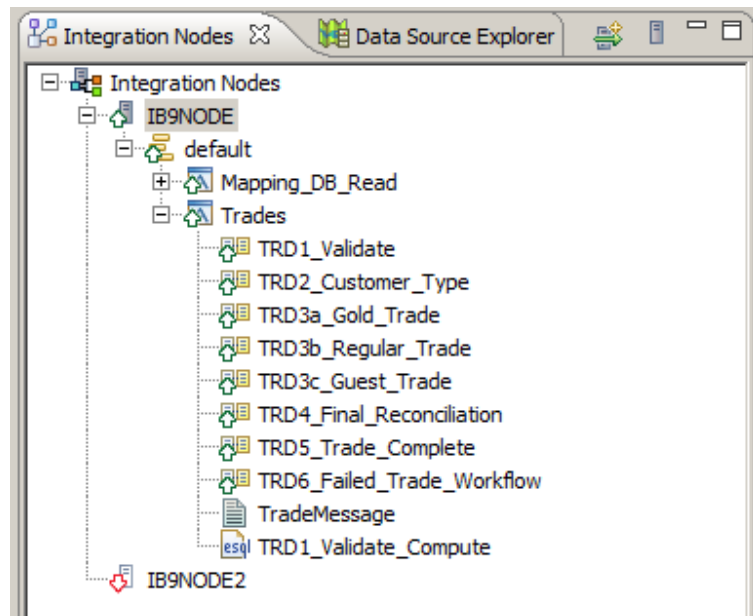 Integration Nodes Data Source Explorer
Integration Nodes
IB9NODE
default
Mapping_DB_Read
Trades
TRD1_Validate
TRD2_Customer_Type
TRD3a_Gold_Trade
TRD3b_Regular_Trade
TRD3c_Guest_Trade
TRD4_Final_Reconciliation
TRD5_Trade_Complete
TRD6_Failed_Trade_Workflow
TradeMessage
esql TRD1_Validate_Compute
IB9NODE2